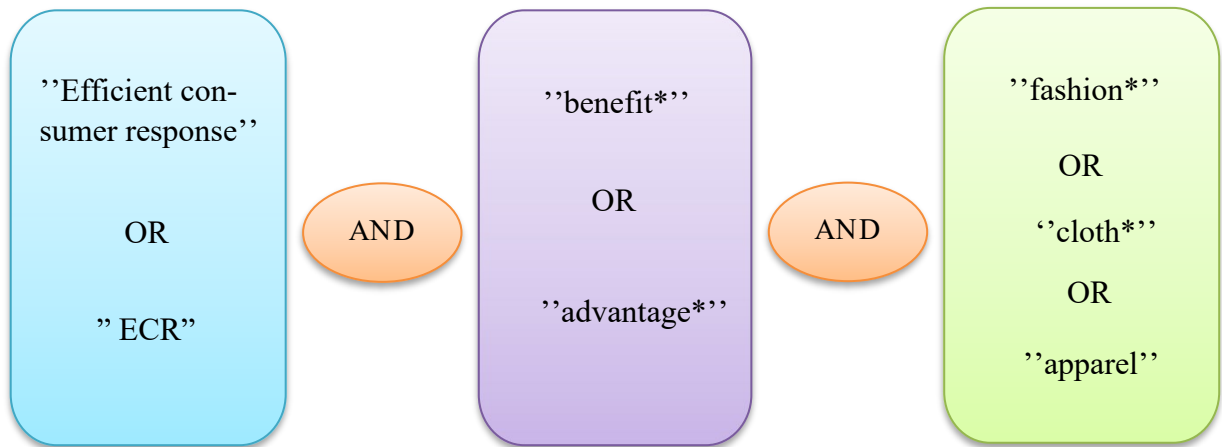 ’’Efficient con-
sumer response’’
OR
” ECR”
AND
’’benefit*’’
OR
’’advantage*’’
AND
’’fashion*’’
OR
‘’cloth*’’
OR
’’apparel’’